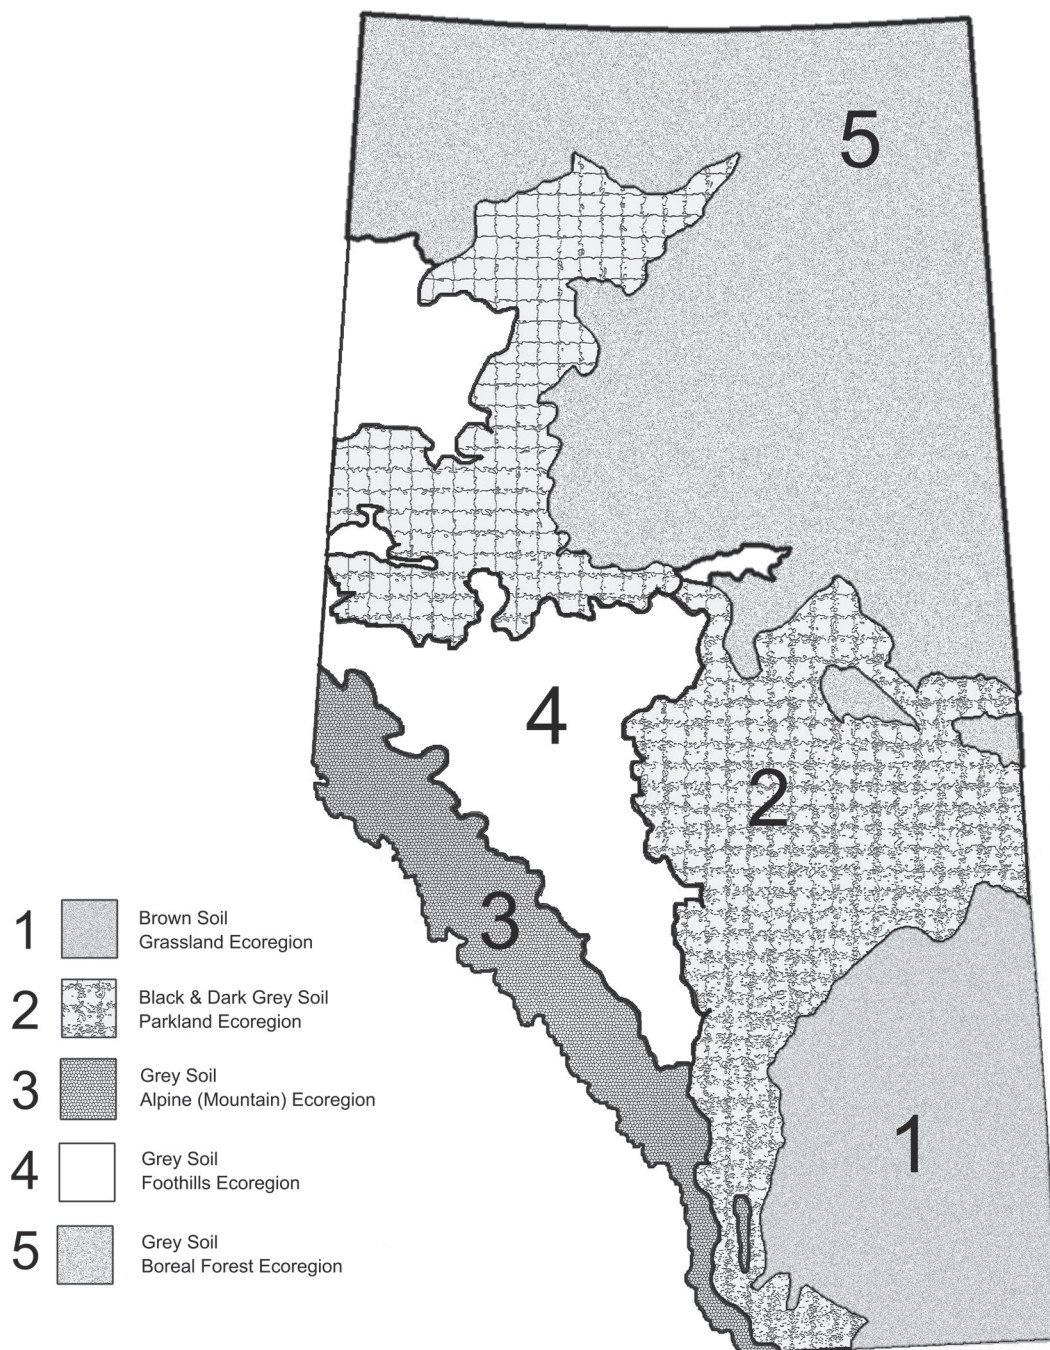 5
4
2
3
1
1
Brown Soil
Grassland Ecoregion
2
Black & Dark Grey Soil
Parkland Ecoregion
3
Grey Soil
Alpine (Mountain) Ecoregion
4
Grey Soil
Foothills Ecoregion
5
Grey Soil
Boreal Forest Ecoregion